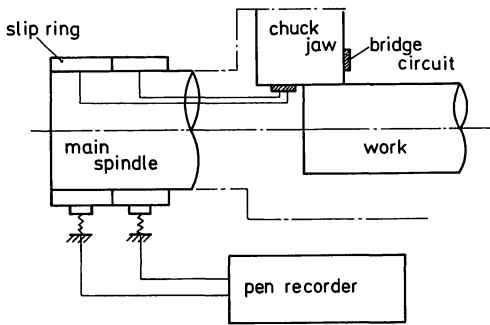 slip ring
chuck
jaw
bridge
circuit
main
spindle
work
pen recorder